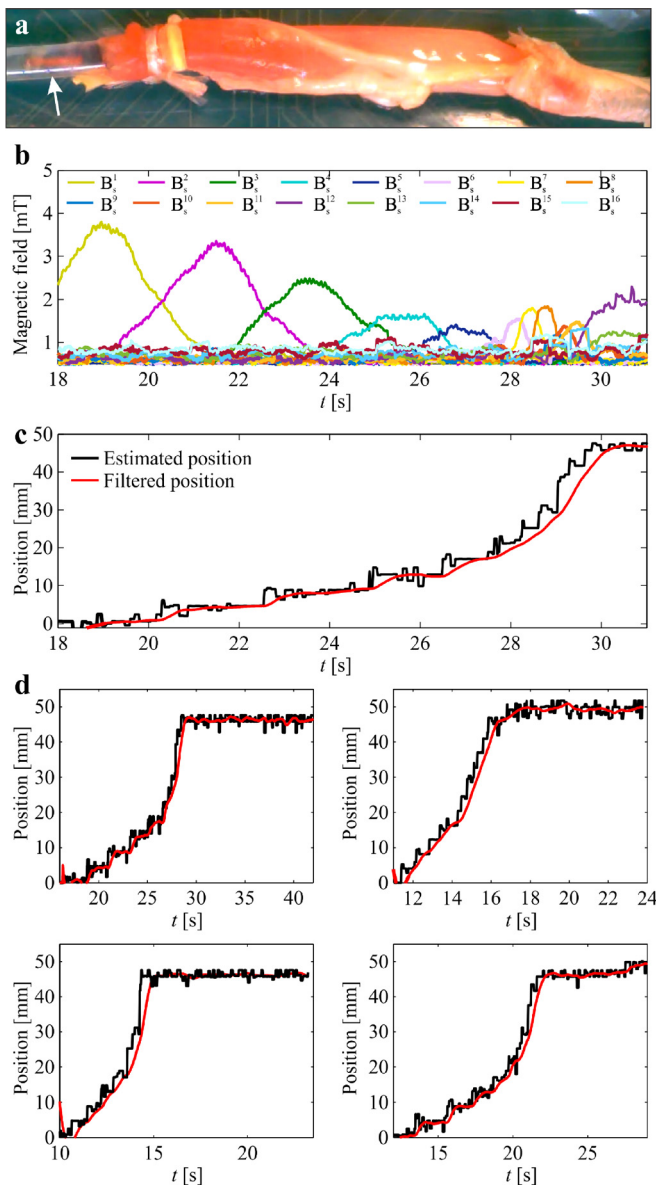 a
b
B¹ₛ B²ₛ B³ₛ B⁴ₛ B⁵ₛ B⁶ₛ B⁷ₛ B⁸ₛ
B⁹ₛ B¹⁰ₛ B¹¹ₛ B¹²ₛ B¹³ₛ B¹⁴ₛ B¹⁵ₛ B¹⁶ₛ
5
4
3
2
1
Magnetic field [mT]
18 20 22 24 26 28 30
t [s]
c
Estimated position
Filtered position
50
40
30
20
10
0
Position [mm]
18 20 22 24 26 28 30
t [s]
d
50
40
30
20
10
0
Position [mm]
20 25 30 35 40
t [s]
50
40
30
20
10
0
Position [mm]
12 14 16 18 20 22 24
t [s]
50
40
30
20
10
0
Position [mm]
10 15 20
t [s]
50
40
30
20
10
0
Position [mm]
15 20 25
t [s]